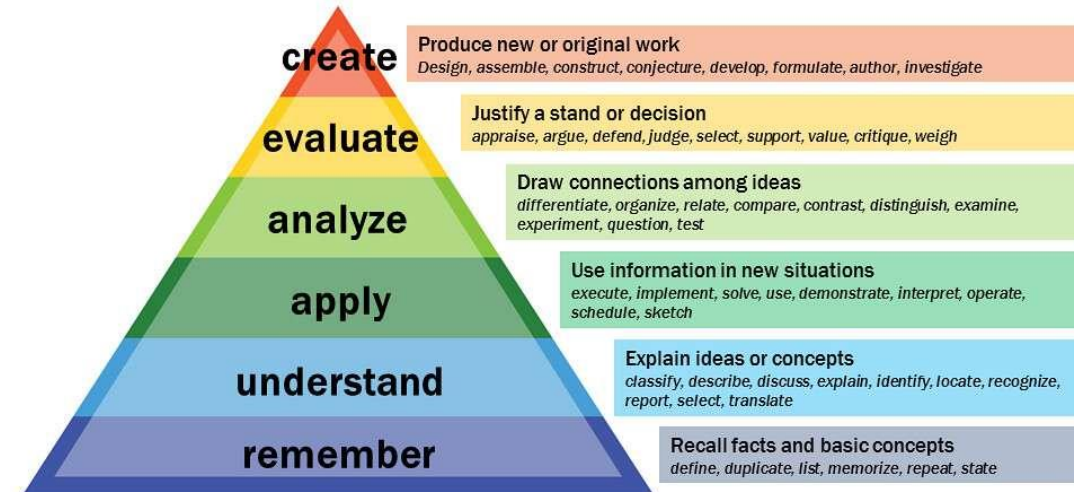 create
Produce new or original work
Design, assemble, construct, conjecture, develop, formulate, author, investigate
evaluate
Justify a stand or decision
appraise, argue, defend, judge, select, support, value, critique, weigh
analyze
Draw connections among ideas
differentiate, organize, relate, compare, contrast, distinguish, examine,
experiment, question, test
apply
Use information in new situations
execute, implement, solve, use, demonstrate, interpret, operate,
schedule, sketch
understand
Explain ideas or concepts
classify, describe, discuss, explain, identify, locate, recognize,
report, select, translate
remember
Recall facts and basic concepts
define, duplicate, list, memorize, repeat, state